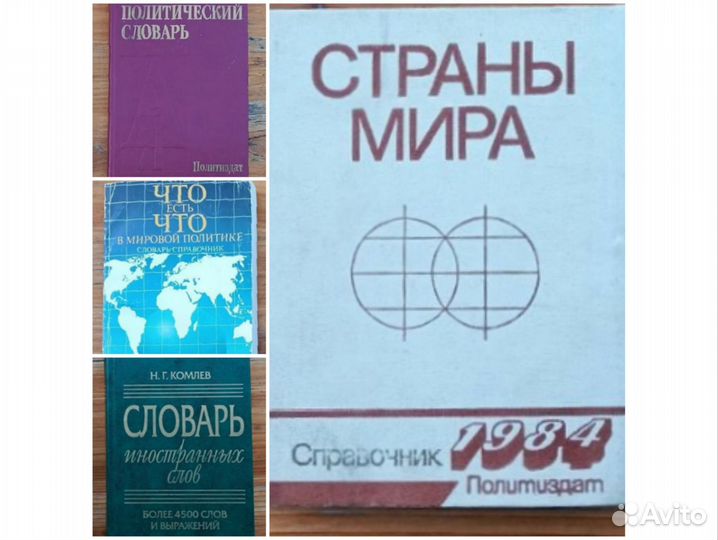 ПОЛИТИЧЕСКИЙ
СЛОВАРЬ
Политиздат
ЧТО
ЕСТЬ
ЧТО
В МИРОВОЙ ПОЛИТИКЕ
СЛОВАРЬ-СПРАВОЧНИК
Н. Г. КОМЛЕВ
СЛОВАРЬ
иностранных
слов
БОЛЕЕ 4500 СЛОВ
И ВЫРАЖЕНИЙ
СТРАНЫ
МИРА
Справочник 1984
Политиздат
Avito